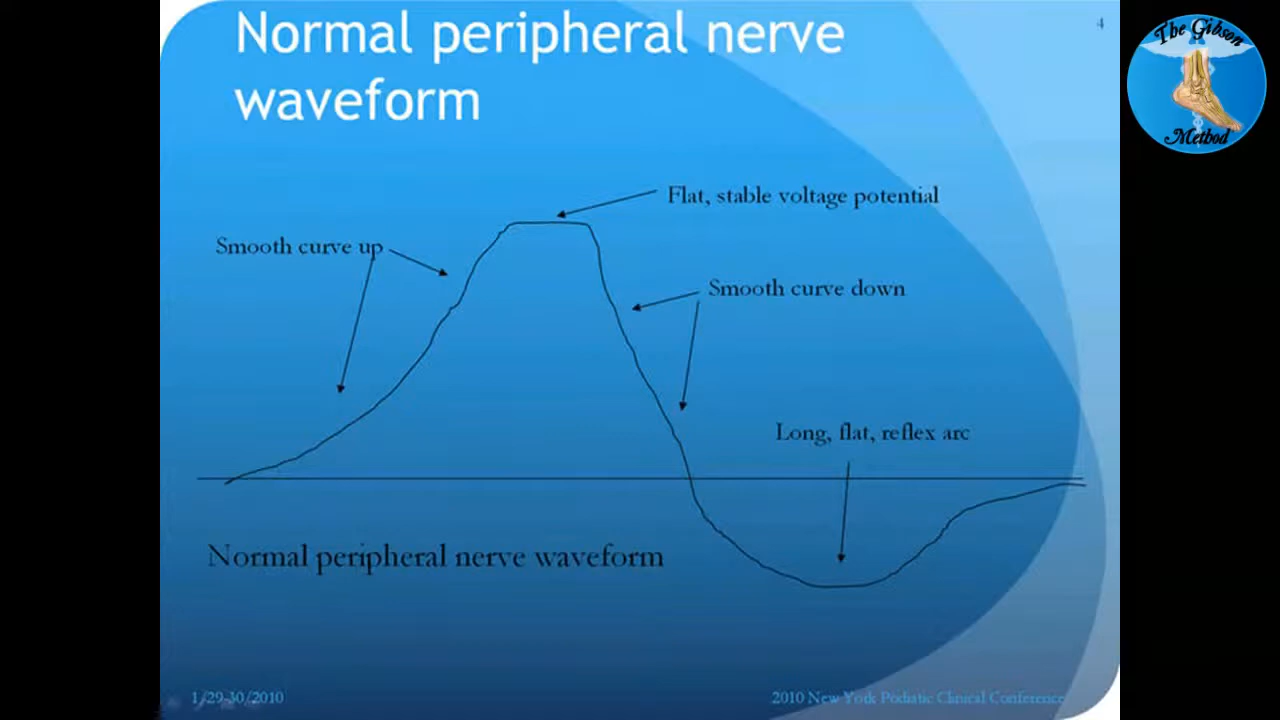 Normal peripheral nerve
waveform
4
The Gibson
Method
Flat, stable voltage potential
Smooth curve up
Smooth curve down
Long, flat, reflex arc
Normal peripheral nerve waveform
1/29-30/2010
2010 New York Podiatic Clinical Conference